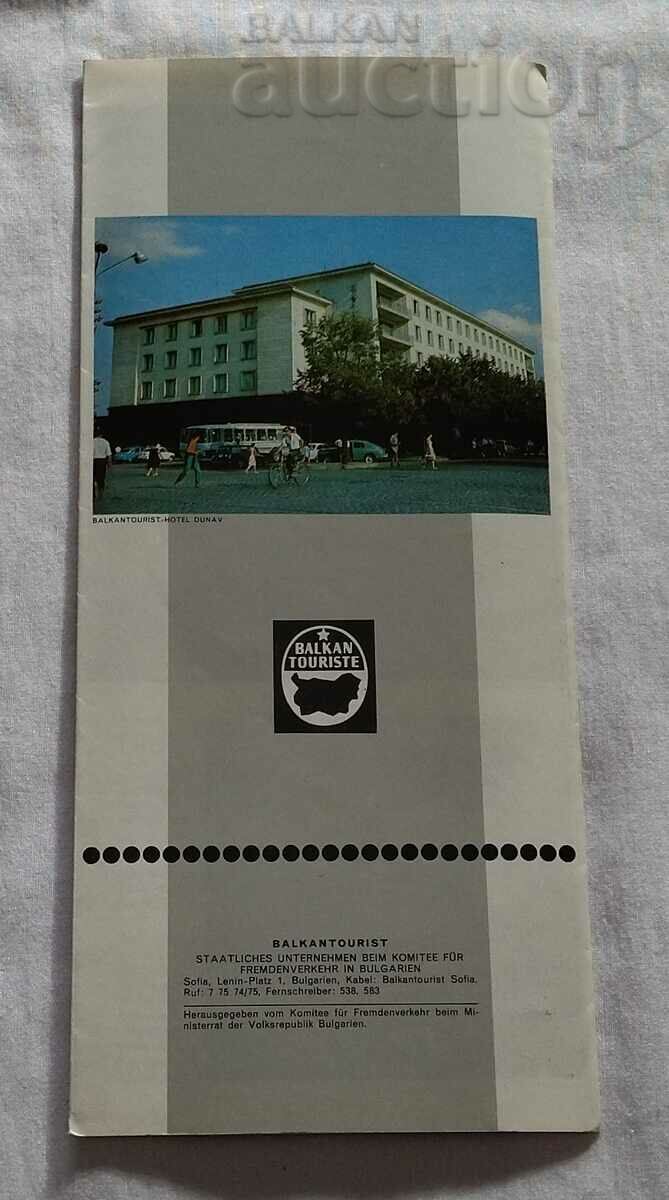 BALKAN
auction
BALKANTOURIST-HOTEL DUNAV
BALKAN
TOURISTE
BALKANTOURIST
STAATLICHES UNTERNEHMEN BEIM KOMITEE FÜR
FREMDENVERKEHR IN BULGARIEN
Sofia, Lenin-Platz 1, Bulgarien, Kabel: Balkantourist Sofia.
Ruf: 7 75 74/75, Fernschreiber: 538, 583
Herausgegeben vom Komitee für Fremdenverkehr beim Mi-
nisterrat der Volksrepublik Bulgarien.